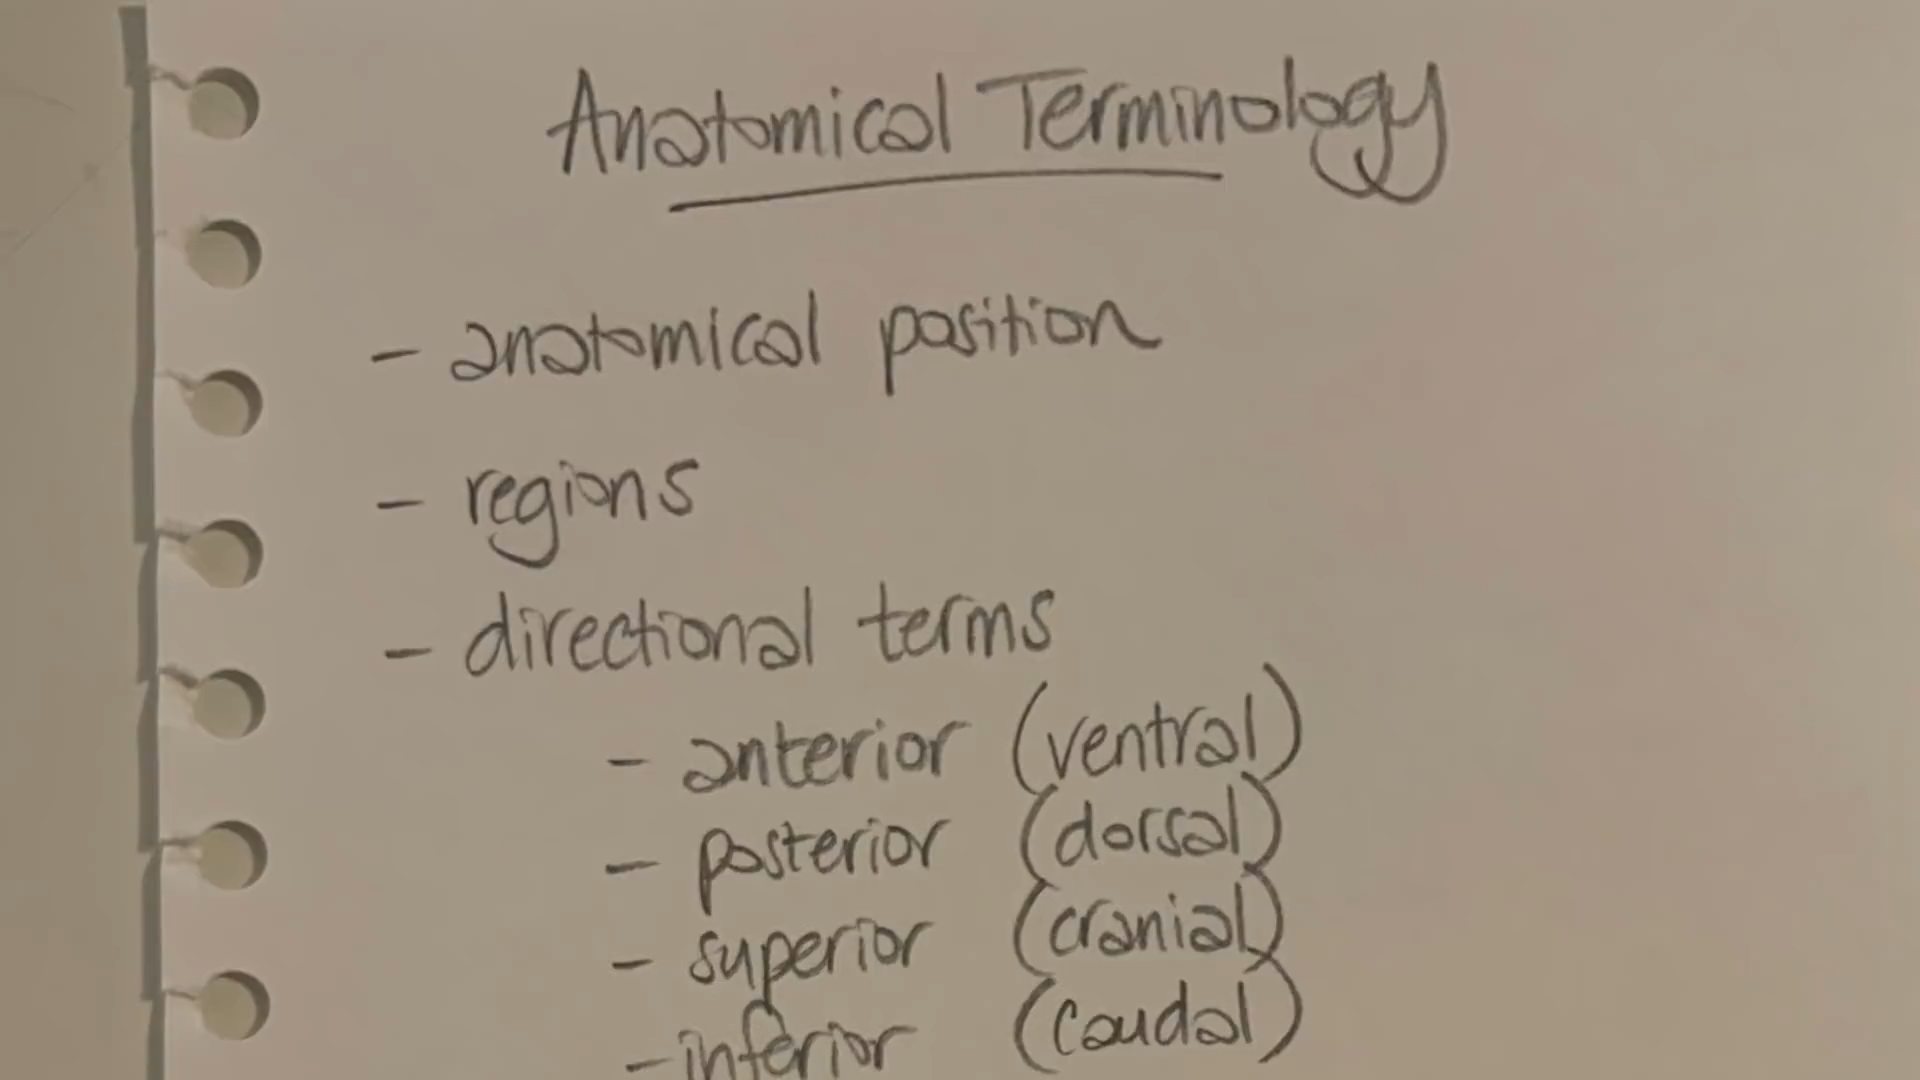 Anatomical Terminology
- anatomical position
- regions
- directional terms
- anterior (ventral)
- posterior (dorsal)
- superior (cranial)
- inferior (caudal)